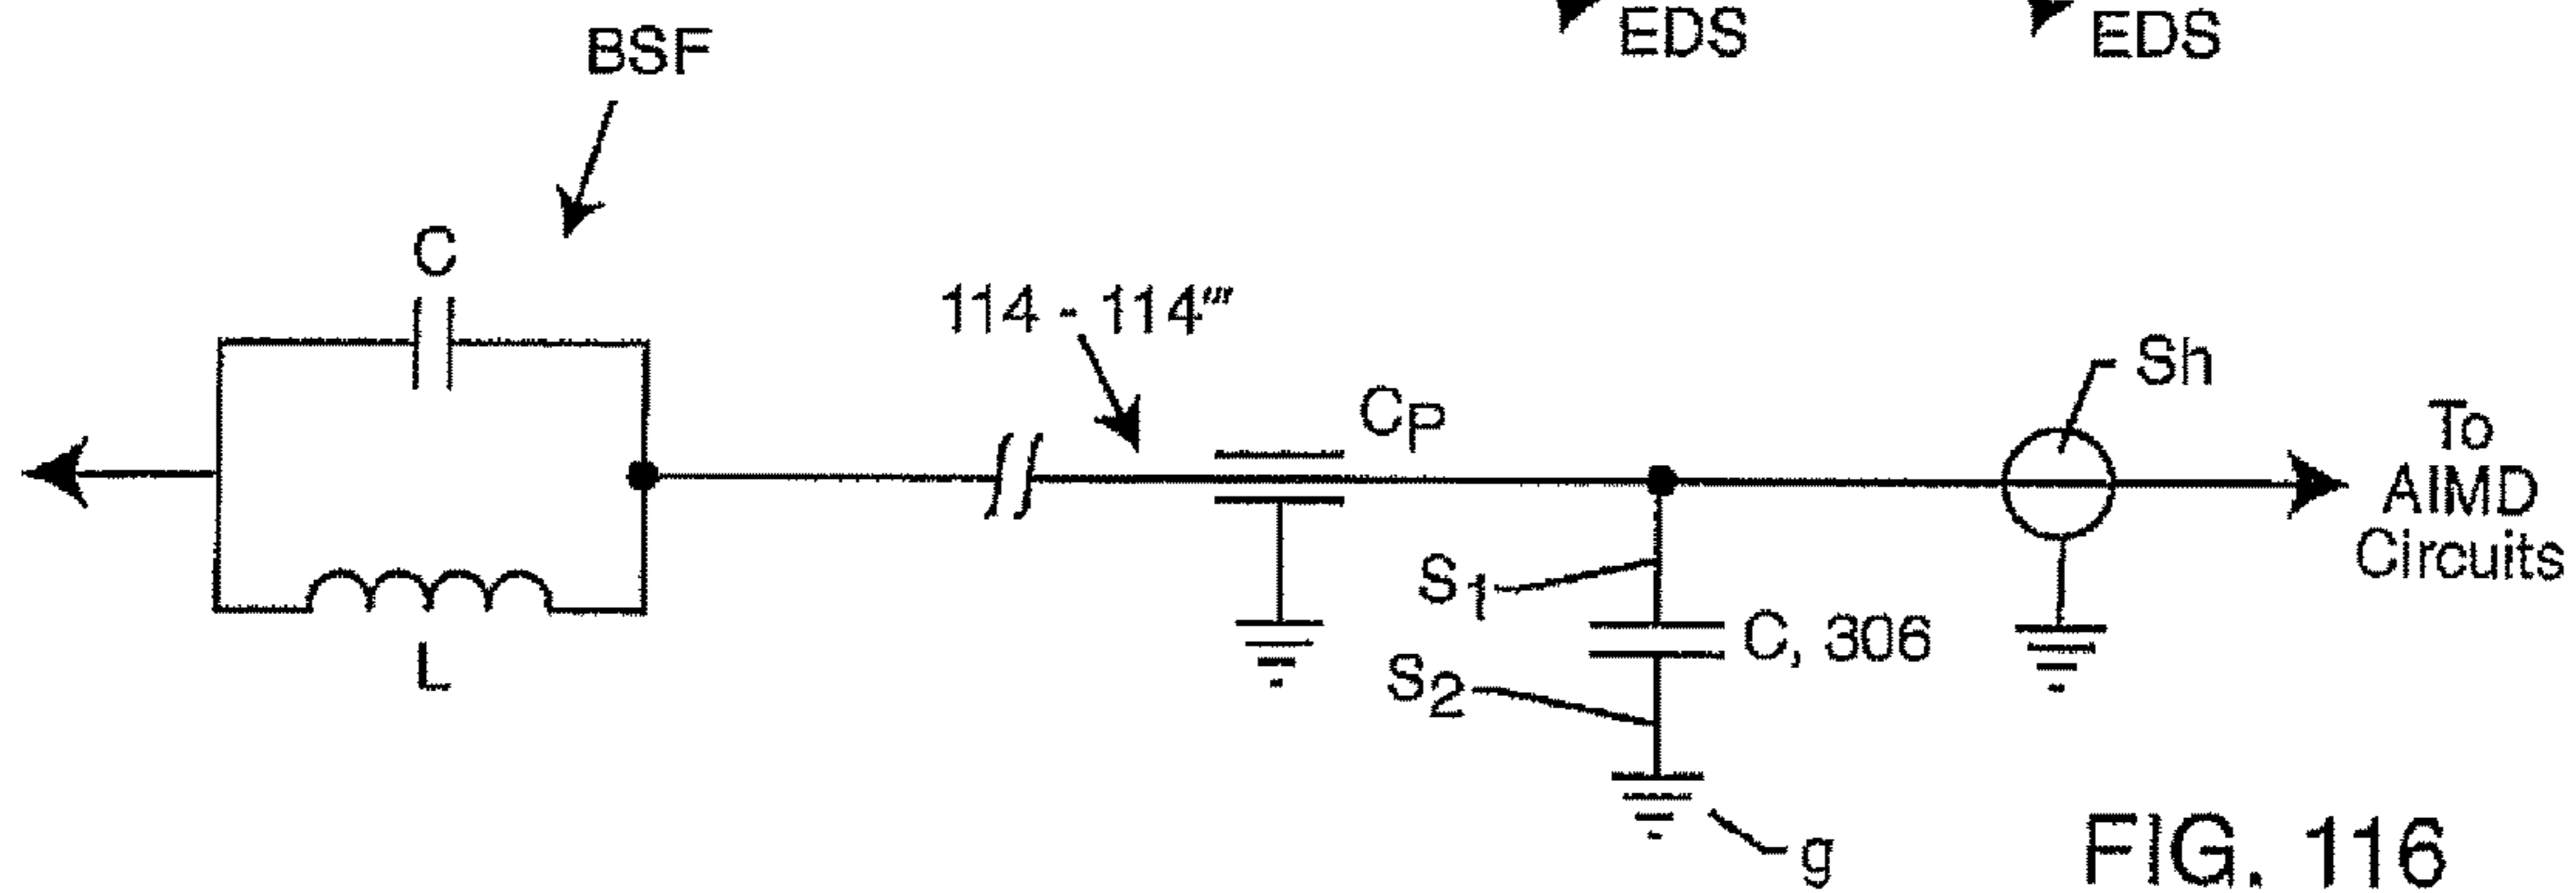 EDS
EDS
BSF
C
114 - 114‴
CP
Sh
To
AIMD
Circuits
S1
C, 306
L
S2
g
FIG. 116